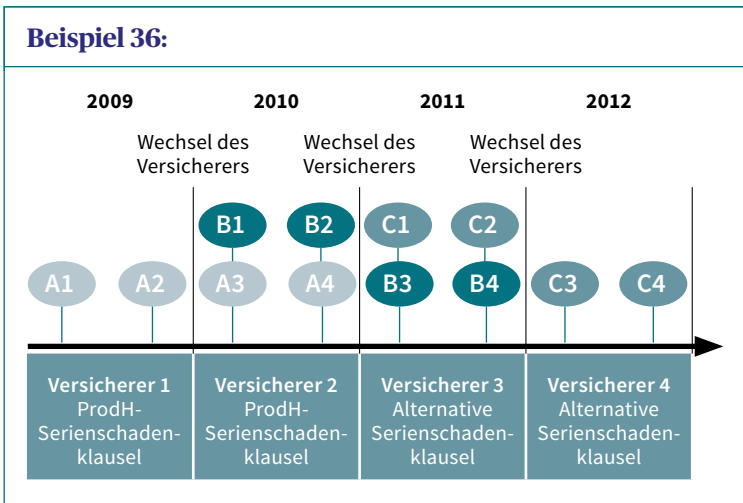 Beispiel 36:
2009 2010 2011 2012
Wechsel des Wechsel des Wechsel des
Versicherers Versicherers Versicherers
B1 B2 C1 C2
A1 A2 A3 A4 B3 B4 C3 C4
Versicherer 1
ProdH-
Serienschaden-
klausel
Versicherer 2
ProdH-
Serienschaden-
klausel
Versicherer 3
Alternative
Serienschaden-
klausel
Versicherer 4
Alternative
Serienschaden-
klausel